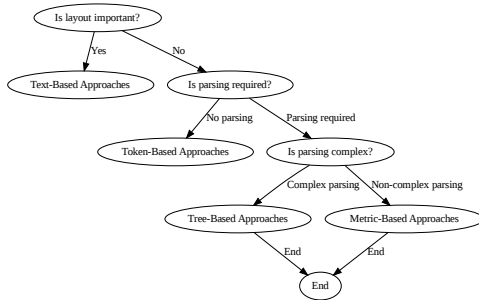 Is layout important?
Yes
No
Text-Based Approaches
Is parsing required?
No parsing
Parsing required
Token-Based Approaches
Is parsing complex?
Complex parsing
Non-complex parsing
Tree-Based Approaches
Metric-Based Approaches
End
End
End